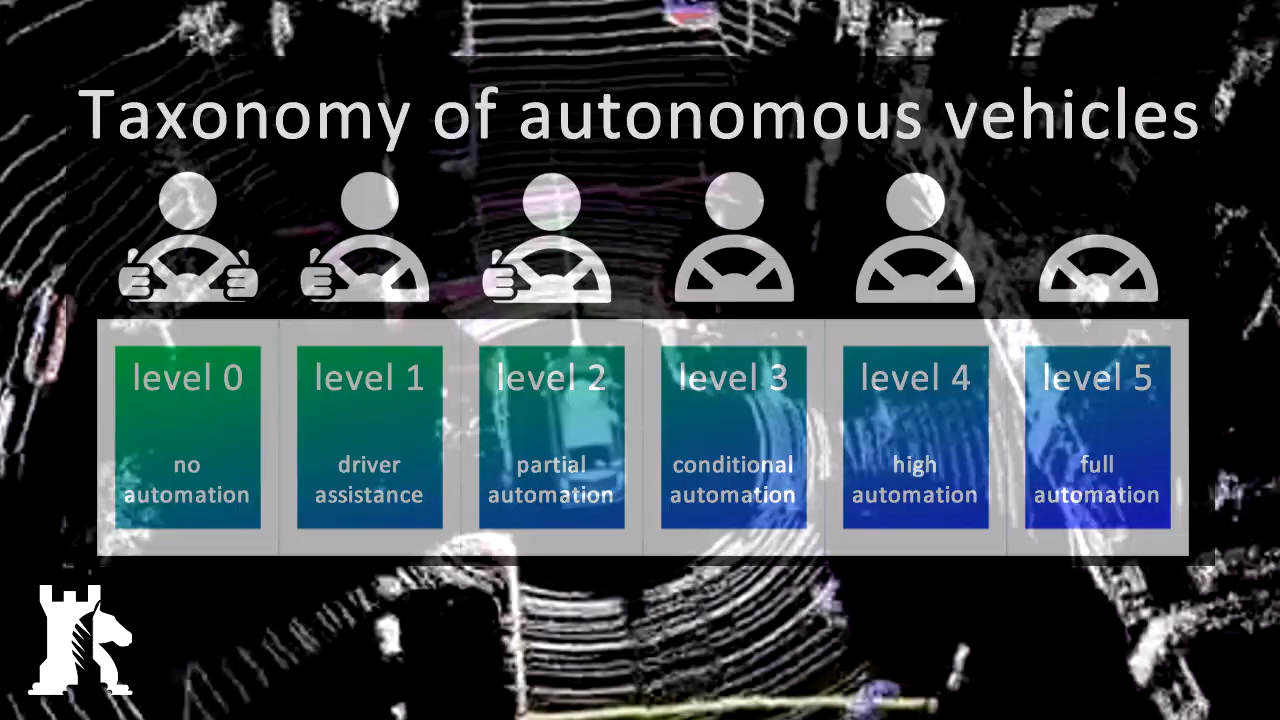 Taxonomy of autonomous vehicles
level 0
no
automation
level 1
driver
assistance
level 2
partial
automation
level 3
conditional
automation
level 4
high
automation
level 5
full
automation